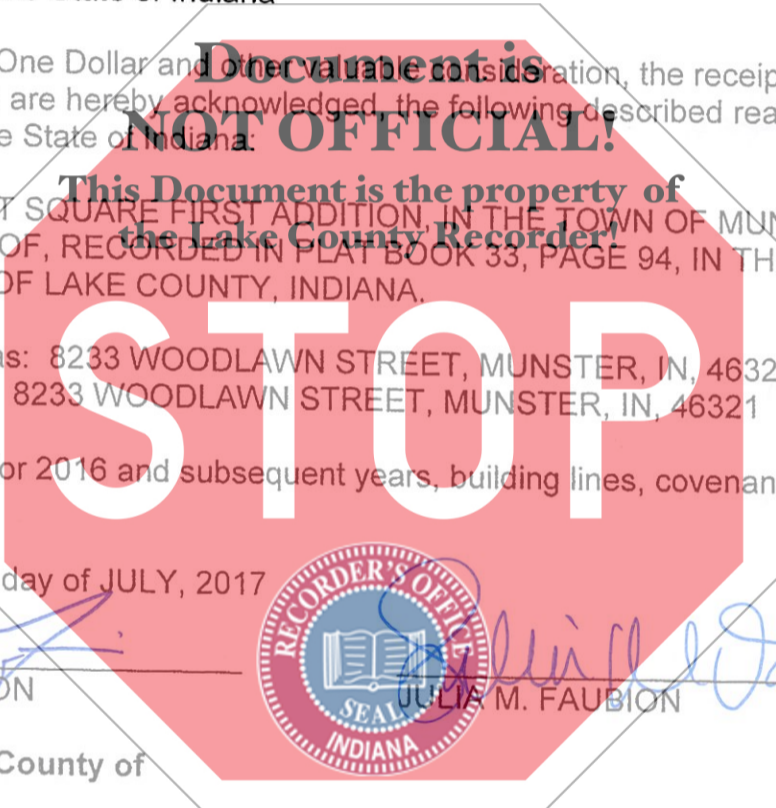 State of Indiana
One Dollar and other valuable consideration, the receip
Document is
are hereby acknowledged, the following described rea
NOT OFFICIAL!
e State of Indiana:
This Document is the property of
T SQUARE FIRST ADDITION, IN THE TOWN OF MUN
the Lake County Recorder!
OF, RECORDED IN PLAT BOOK 33, PAGE 94, IN TH
OF LAKE COUNTY, INDIANA.
STOP
as: 8233 WOODLAWN STREET, MUNSTER, IN, 4632
8233 WOODLAWN STREET, MUNSTER, IN, 46321
or 2016 and subsequent years, building lines, covenan
day of JULY, 2017
RECORDER'S OFFICE
SEAL
INDIANA
ON
JULIA M. FAUBION
County of